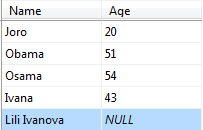 Name Age
Joro 20
Obama 51
Osama 54
Ivana 43
Lili Ivanova NULL